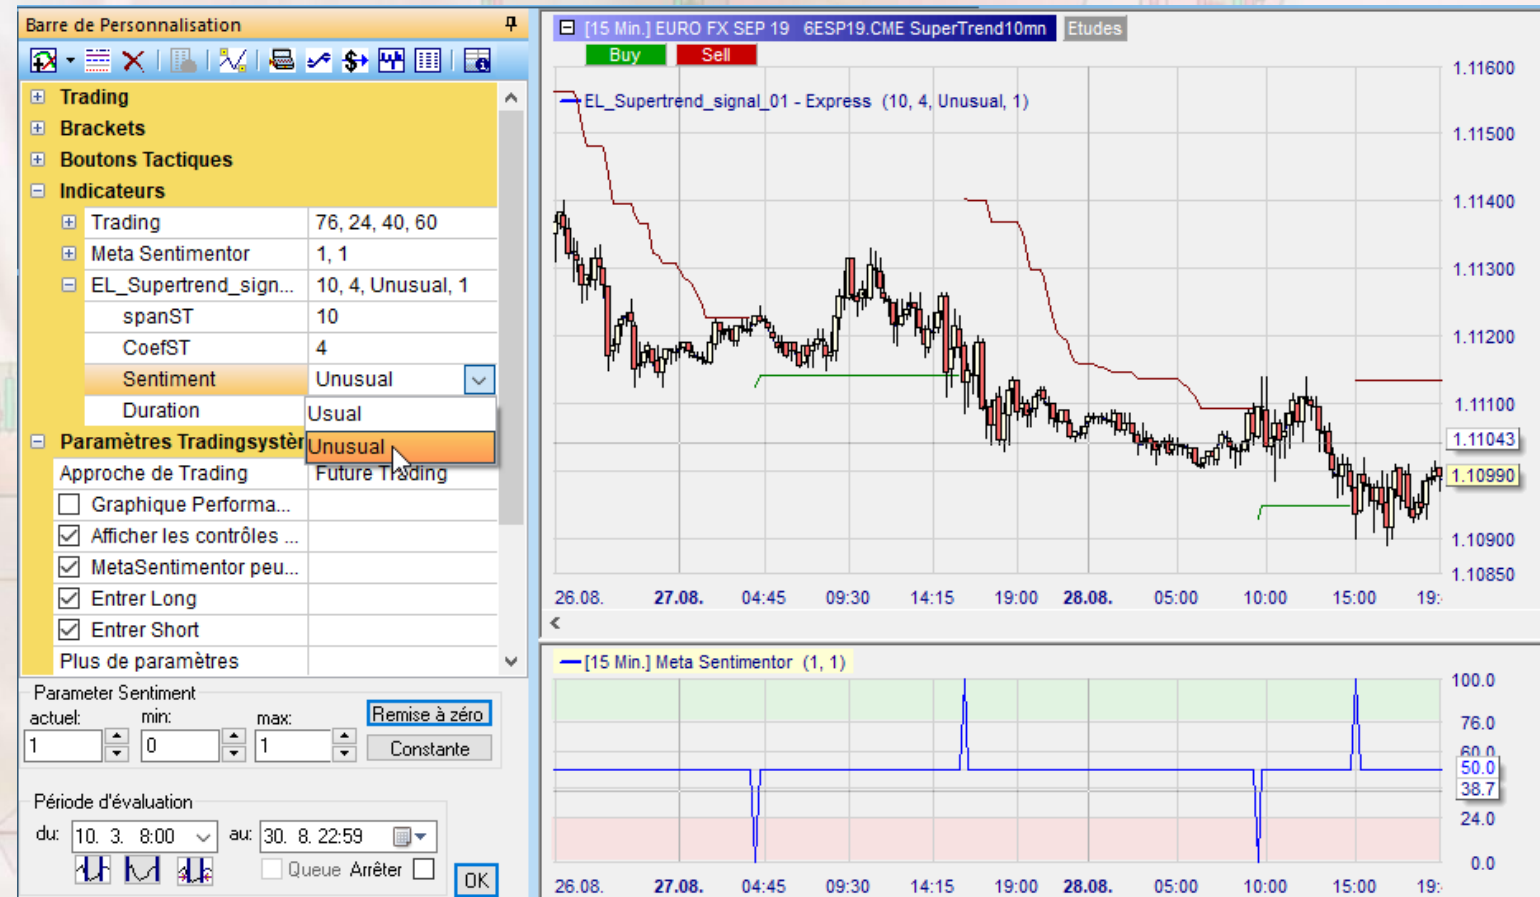 Barre de Personnalisation
Trading
Brackets
Boutons Tactiques
Indicateurs
Trading 76, 24, 40, 60
Meta Sentimentor 1, 1
EL_Supertrend_sign... 10, 4, Unusual, 1
spanST 10
CoefST 4
Sentiment Unusual
Duration
Usual
Unusual
Paramètres Tradingsystèm
Approche de Trading Future Trading
Graphique Performa...
Afficher les contrôles ...
MetaSentimentor peu...
Entrer Long
Entrer Short
Plus de paramètres
Parameter Sentiment
actuel: min: max: Remise à zéro
1 0 1 Constante
Période d'évaluation
du: 10. 3. 8:00 au: 30. 8. 22:59
Queue Arrêter OK
[15 Min.] EURO FX SEP 19 6ESP19.CME SuperTrend10mn Etudes
Buy Sell
EL_Supertrend_signal_01 - Express (10, 4, Unusual, 1)
1.11600
1.11500
1.11400
1.11300
1.11200
1.11100
1.11043
1.10990
1.10900
1.10850
26.08. 27.08. 04:45 09:30 14:15 19:00 28.08. 05:00 10:00 15:00 19:
[15 Min.] Meta Sentimentor (1, 1)
100.0
76.0
60.0
50.0
38.7
24.0
0.0
26.08. 27.08. 04:45 09:30 14:15 19:00 28.08. 05:00 10:00 15:00 19: